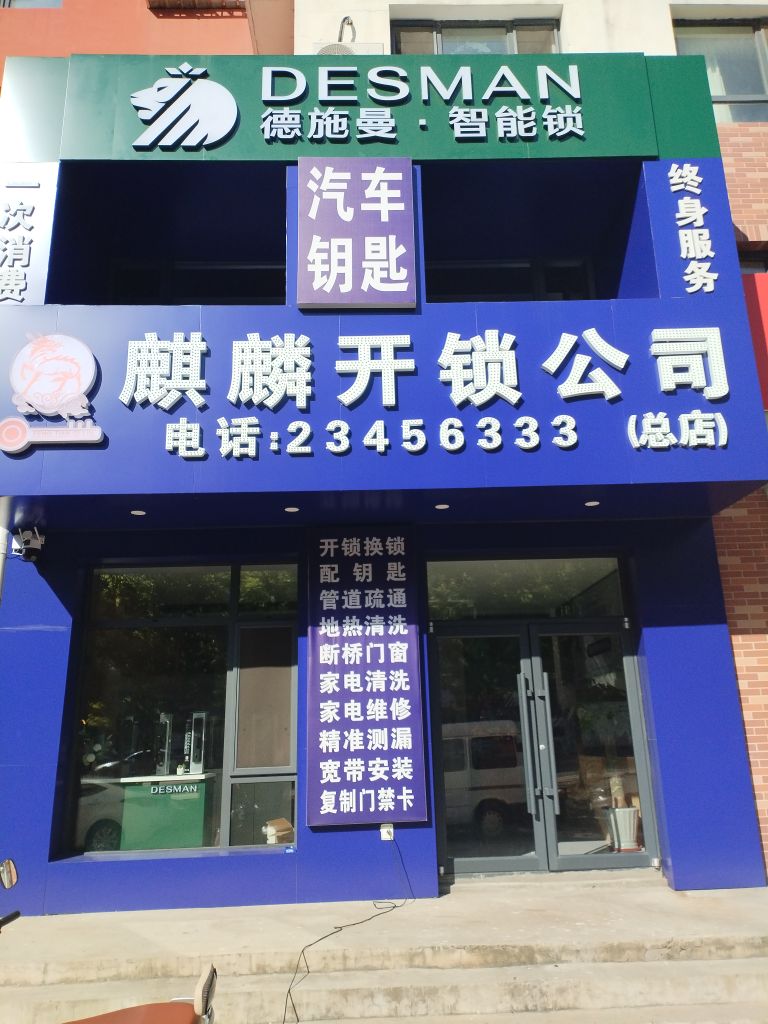 DESMAN
德施曼·智能锁
一次消费
汽车
钥匙
终身服务
麒麟开锁公司
电话:23456333 (总店)
开锁换锁
配钥匙
管道疏通
地热清洗
断桥门窗
家电清洗
家电维修
精准测漏
宽带安装
复制门禁卡
DESMAN